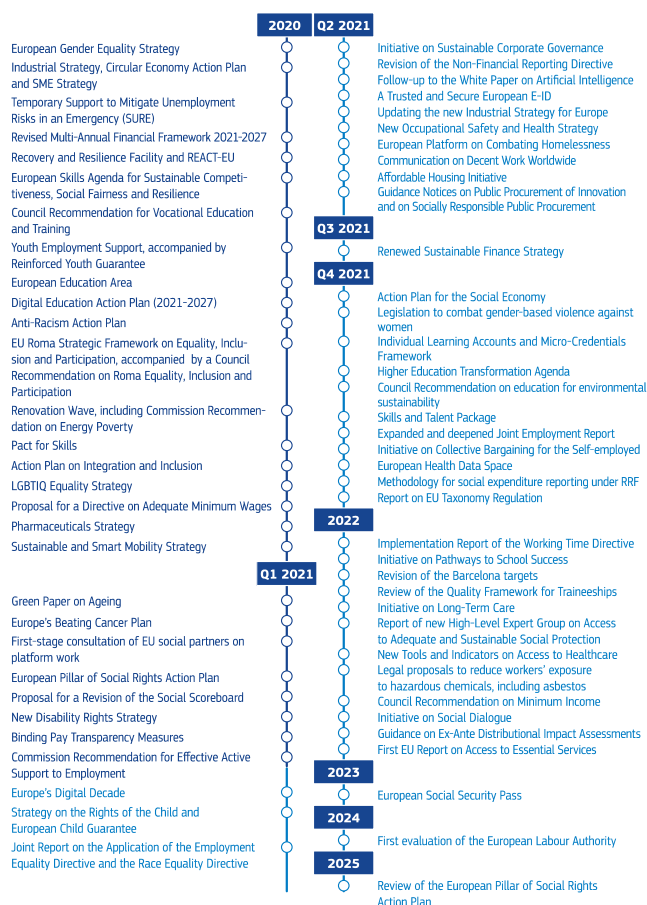 2020
European Gender Equality Strategy
Industrial Strategy, Circular Economy Action Plan
and SME Strategy
Temporary Support to Mitigate Unemployment
Risks in an Emergency (SURE)
Revised Multi-Annual Financial Framework 2021-2027
Recovery and Resilience Facility and REACT-EU
European Skills Agenda for Sustainable Competi-
tiveness, Social Fairness and Resilience
Council Recommendation for Vocational Education
and Training
Youth Employment Support, accompanied by
Reinforced Youth Guarantee
European Education Area
Digital Education Action Plan (2021-2027)
Anti-Racism Action Plan
EU Roma Strategic Framework on Equality, Inclu-
sion and Participation, accompanied by a Council
Recommendation on Roma Equality, Inclusion and
Participation
Renovation Wave, including Commission Recommen-
dation on Energy Poverty
Pact for Skills
Action Plan on Integration and Inclusion
LGBTIQ Equality Strategy
Proposal for a Directive on Adequate Minimum Wages
Pharmaceuticals Strategy
Sustainable and Smart Mobility Strategy
Q1 2021
Green Paper on Ageing
Europe's Beating Cancer Plan
First-stage consultation of EU social partners on
platform work
European Pillar of Social Rights Action Plan
Proposal for a Revision of the Social Scoreboard
New Disability Rights Strategy
Binding Pay Transparency Measures
Commission Recommendation for Effective Active
Support to Employment
Europe's Digital Decade
Strategy on the Rights of the Child and
European Child Guarantee
Joint Report on the Application of the Employment
Equality Directive and the Race Equality Directive
Q2 2021
Initiative on Sustainable Corporate Governance
Revision of the Non-Financial Reporting Directive
Follow-up to the White Paper on Artificial Intelligence
A Trusted and Secure European E-ID
Updating the new Industrial Strategy for Europe
New Occupational Safety and Health Strategy
European Platform on Combating Homelessness
Communication on Decent Work Worldwide
Affordable Housing Initiative
Guidance Notices on Public Procurement of Innovation
and on Socially Responsible Public Procurement
Q3 2021
Renewed Sustainable Finance Strategy
Q4 2021
Action Plan for the Social Economy
Legislation to combat gender-based violence against
women
Individual Learning Accounts and Micro-Credentials
Framework
Higher Education Transformation Agenda
Council Recommendation on education for environmental
sustainability
Skills and Talent Package
Expanded and deepened Joint Employment Report
Initiative on Collective Bargaining for the Self-employed
European Health Data Space
Methodology for social expenditure reporting under RRF
Report on EU Taxonomy Regulation
2022
Implementation Report of the Working Time Directive
Initiative on Pathways to School Success
Revision of the Barcelona targets
Review of the Quality Framework for Traineeships
Initiative on Long-Term Care
Report of new High-Level Expert Group on Access
to Adequate and Sustainable Social Protection
New Tools and Indicators on Access to Healthcare
Legal proposals to reduce workers' exposure
to hazardous chemicals, including asbestos
Council Recommendation on Minimum Income
Initiative on Social Dialogue
Guidance on Ex-Ante Distributional Impact Assessments
First EU Report on Access to Essential Services
2023
European Social Security Pass
2024
First evaluation of the European Labour Authority
2025
Review of the European Pillar of Social Rights
Action Plan